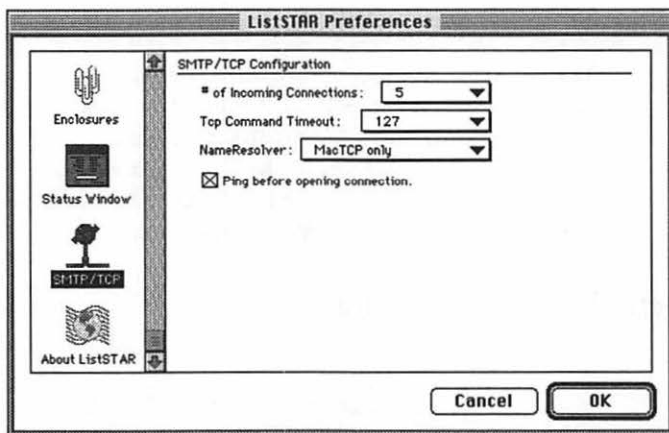 ListSTAR Preferences
Enclosures
Status Window
SMTP/TCP
About ListSTAR
SMTP/TCP Configuration
# of Incoming Connections: 5
Tcp Command Timeout: 127
NameResolver: MacTCP only
Ping before opening connection.
Cancel OK